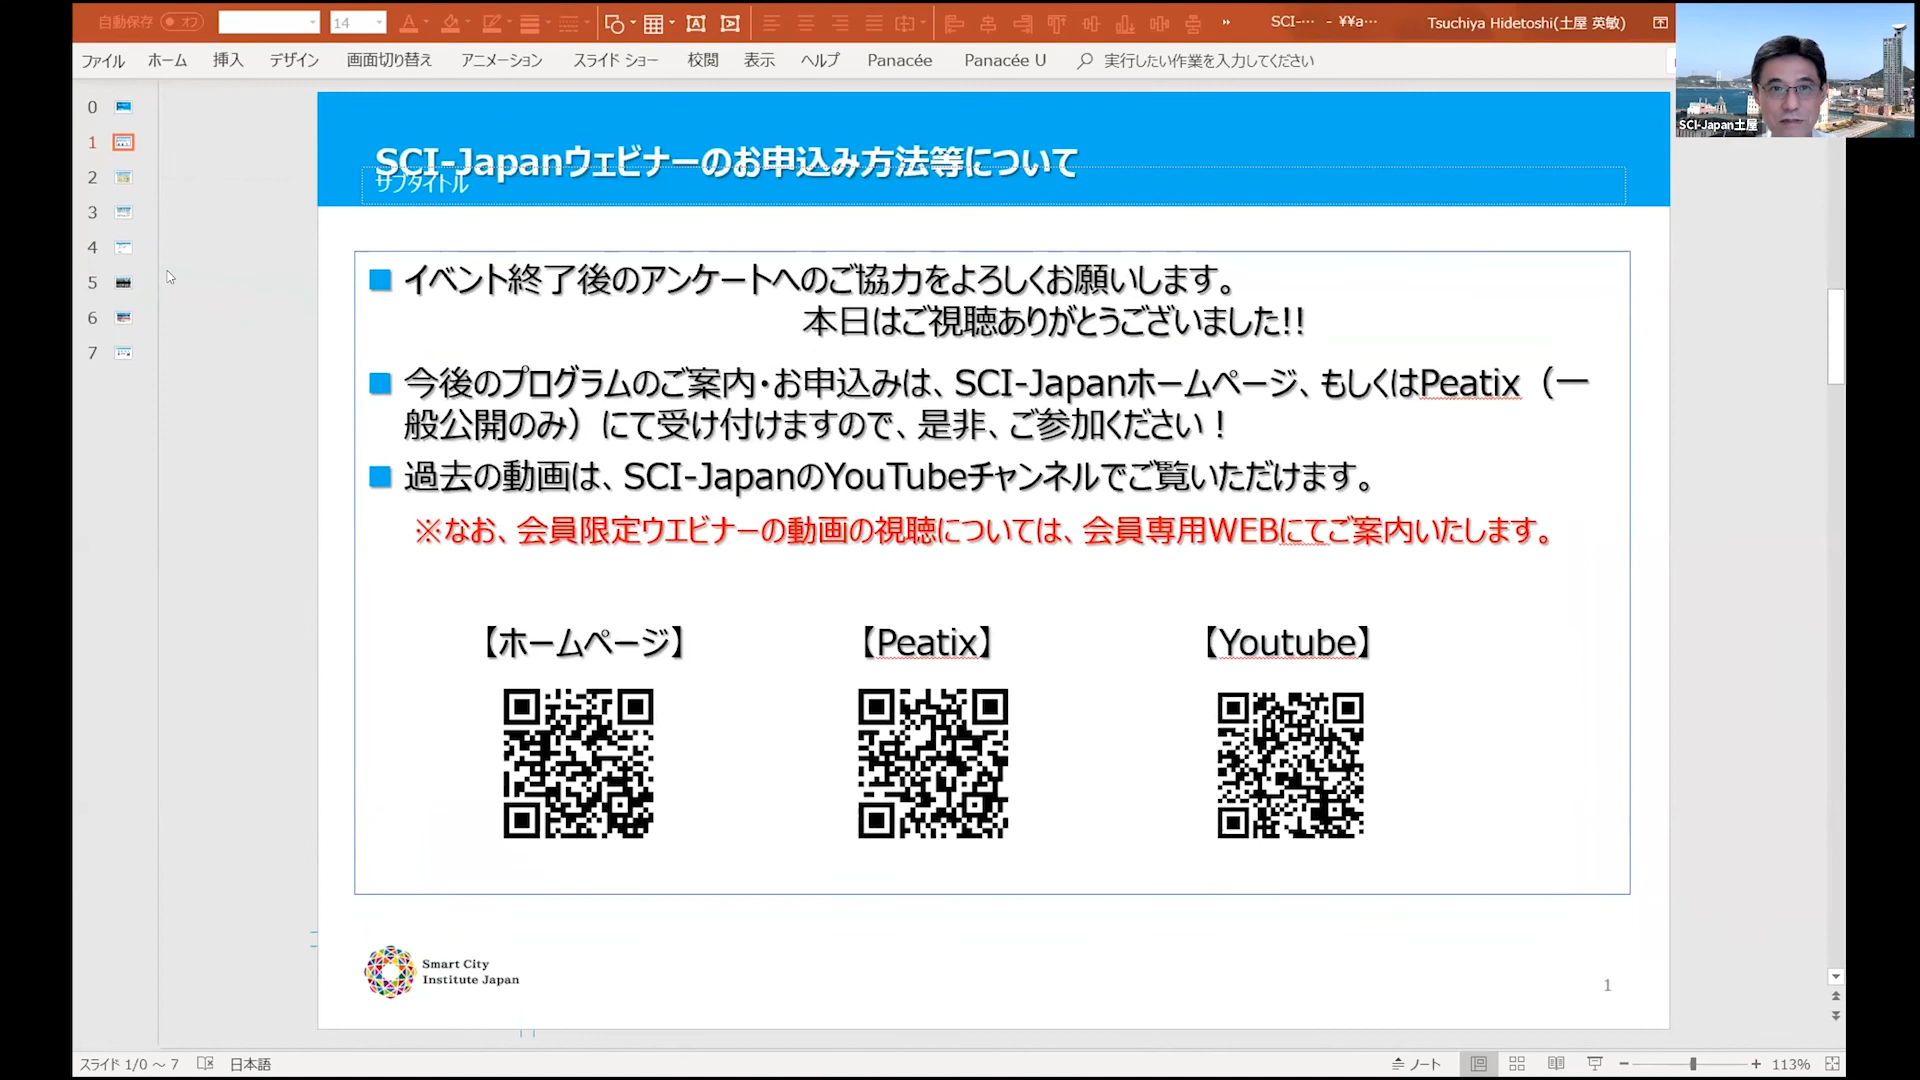 自動保存 オフ 14 SCI-… - ¥¥a… Tsuchiya Hidetoshi(土屋 英敏)
ファイル ホーム 挿入 デザイン 画面切り替え アニメーション スライド ショー 校閲 表示 ヘルプ Panacée Panacée U 実行したい作業を入力してください
SCI-Japan土屋
0
1
2
3
4
5
6
7
SCI-Japanウェビナーのお申込み方法等について
サブタイトル
イベント終了後のアンケートへのご協力をよろしくお願いします。
本日はご視聴ありがとうございました!!
今後のプログラムのご案内・お申込みは、SCI-Japanホームページ、もしくはPeatix（一
般公開のみ）にて受け付けますので、是非、ご参加ください！
過去の動画は、SCI-JapanのYouTubeチャンネルでご覧いただけます。
※なお、会員限定ウエビナーの動画の視聴については、会員専用WEBにてご案内いたします。
【ホームページ】 【Peatix】 【Youtube】
Smart City
Institute Japan
1
スライド 1/0 ～ 7 日本語 ノート 113%